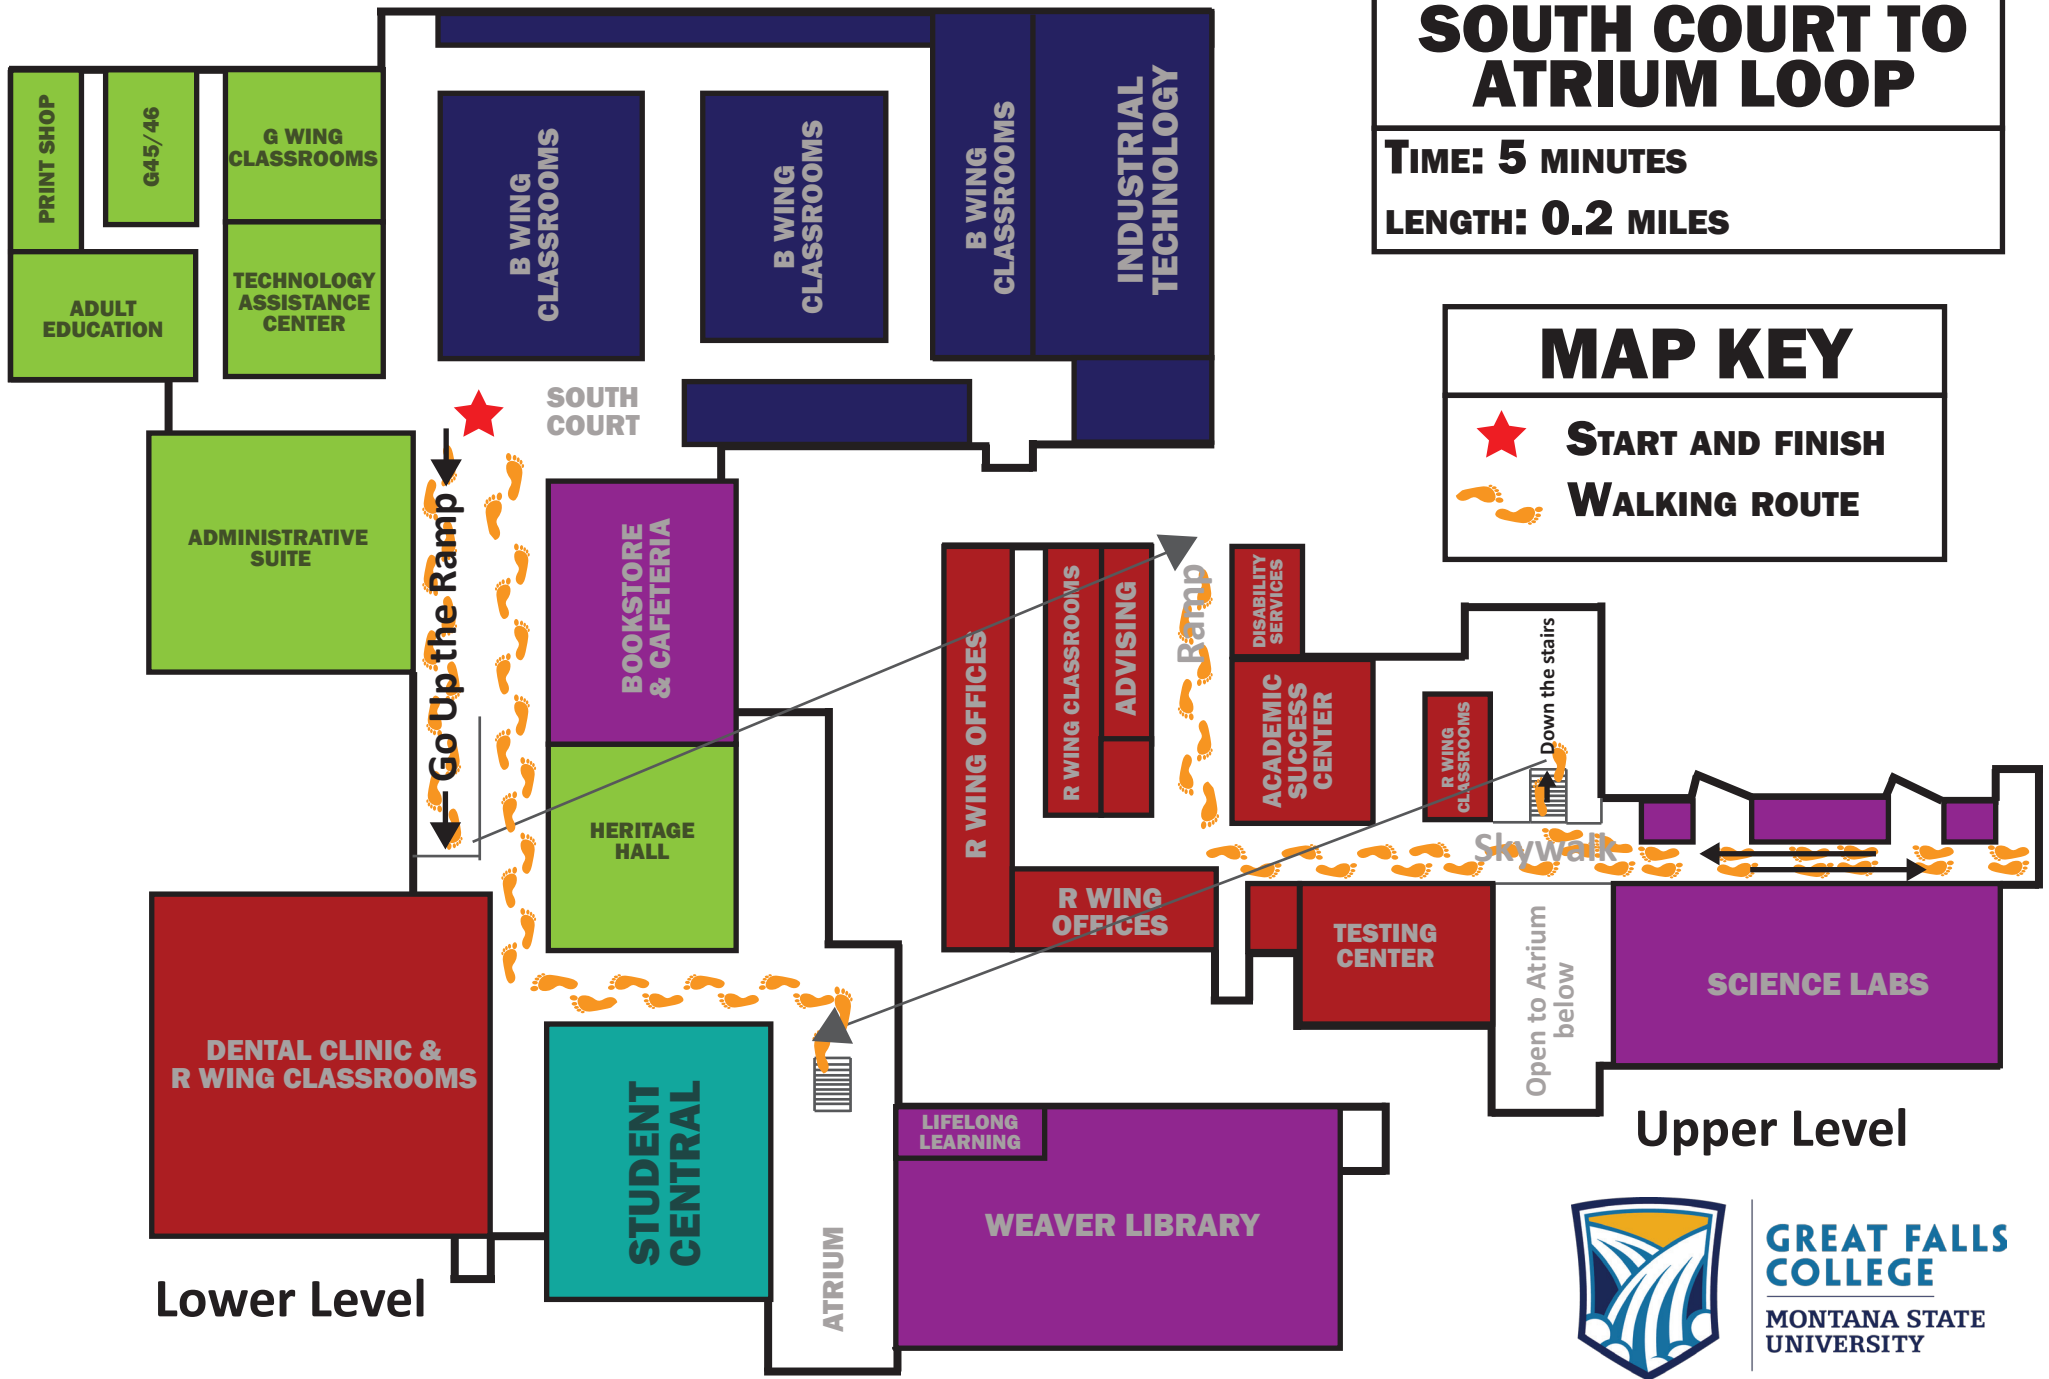 SOUTH COURT TO
ATRIUM LOOP
TIME: 5 MINUTES
LENGTH: 0.2 MILES
MAP KEY
START AND FINISH
WALKING ROUTE
PRINT SHOP
G45/46
G WING
CLASSROOMS
ADULT
EDUCATION
TECHNOLOGY
ASSISTANCE
CENTER
B WING
CLASSROOMS
B WING
CLASSROOMS
B WING
CLASSROOMS
INDUSTRIAL
TECHNOLOGY
SOUTH
COURT
ADMINISTRATIVE
SUITE
Go Up the Ramp
BOOKSTORE
& CAFETERIA
HERITAGE
HALL
DENTAL CLINIC &
R WING CLASSROOMS
STUDENT
CENTRAL
ATRIUM
LIFELONG
LEARNING
WEAVER LIBRARY
Lower Level
R WING OFFICES
R WING CLASSROOMS
ADVISING
Ramp
DISABILITY
SERVICES
ACADEMIC
SUCCESS
CENTER
R WING
CLASSROOMS
Down the stairs
Skywalk
R WING
OFFICES
TESTING
CENTER
Open to Atrium
below
SCIENCE LABS
Upper Level
GREAT FALLS
COLLEGE
MONTANA STATE
UNIVERSITY